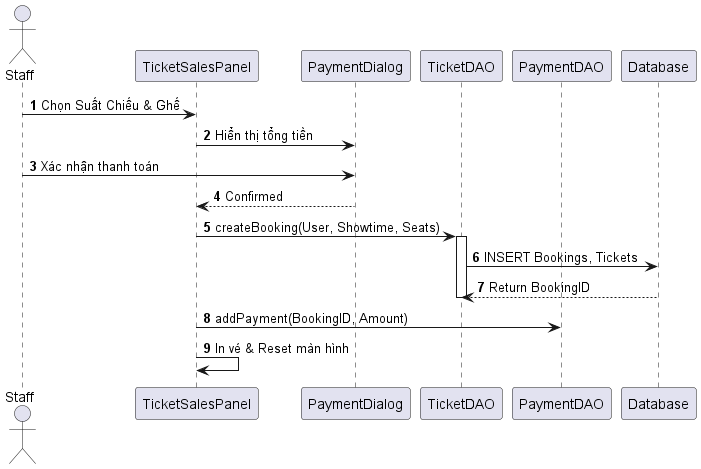 Staff
TicketSalesPanel
PaymentDialog
TicketDAO
PaymentDAO
Database
1 Chọn Suất Chiếu & Ghế
2 Hiển thị tổng tiền
3 Xác nhận thanh toán
4 Confirmed
5 createBooking(User, Showtime, Seats)
6 INSERT Bookings, Tickets
7 Return BookingID
8 addPayment(BookingID, Amount)
9 In vé & Reset màn hình
Staff
TicketSalesPanel
PaymentDialog
TicketDAO
PaymentDAO
Database